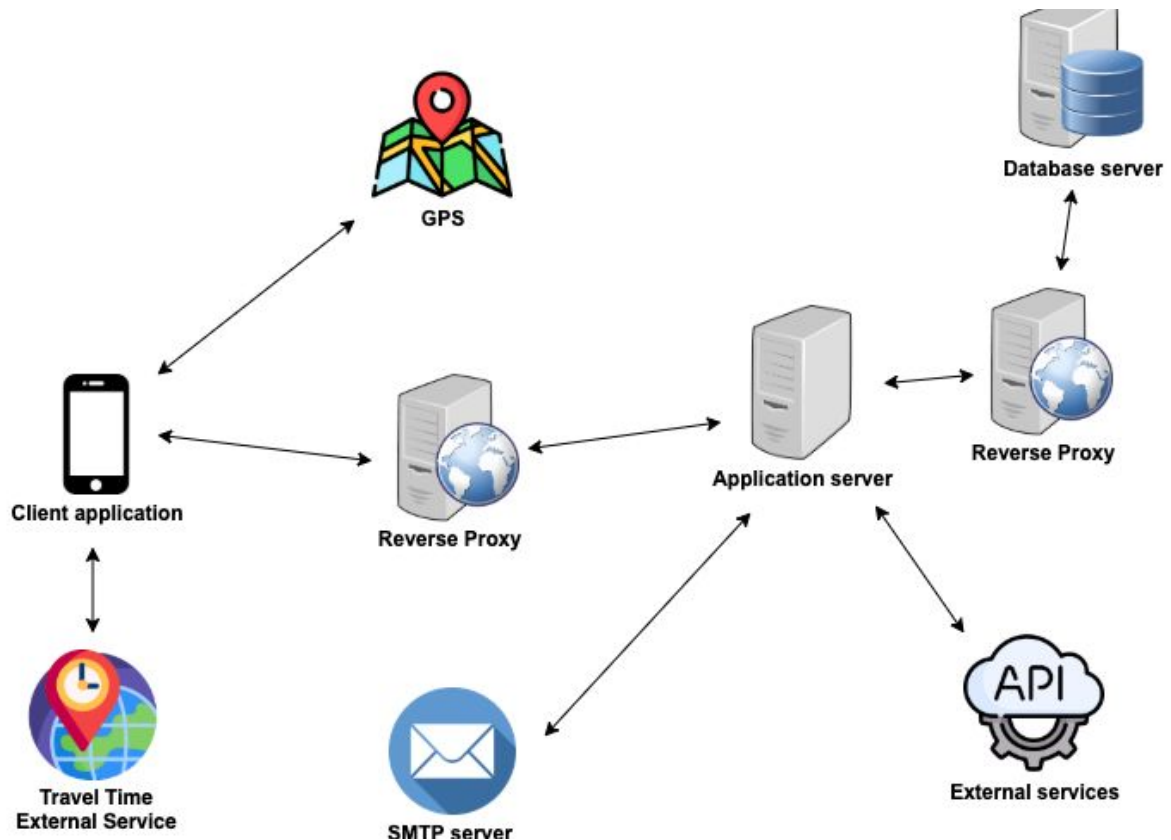 Database server
GPS
Reverse Proxy
Application server
Client application
Reverse Proxy
API
External services
Travel Time
External Service
SMTP server